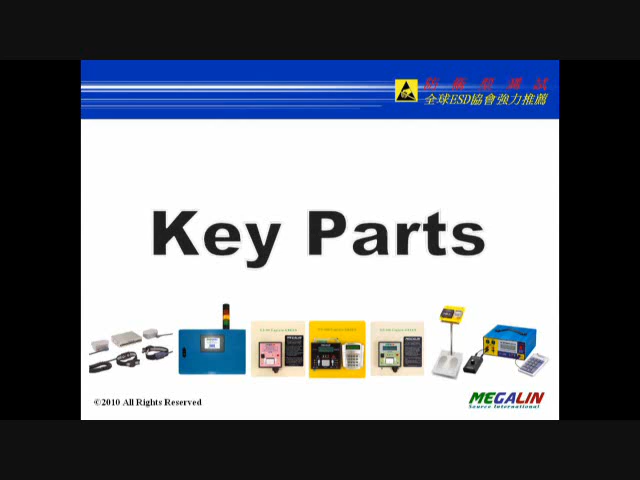 全球ESD協會強力推薦
Key Parts
©2010 All Rights Reserved
MEGALIN
Source International